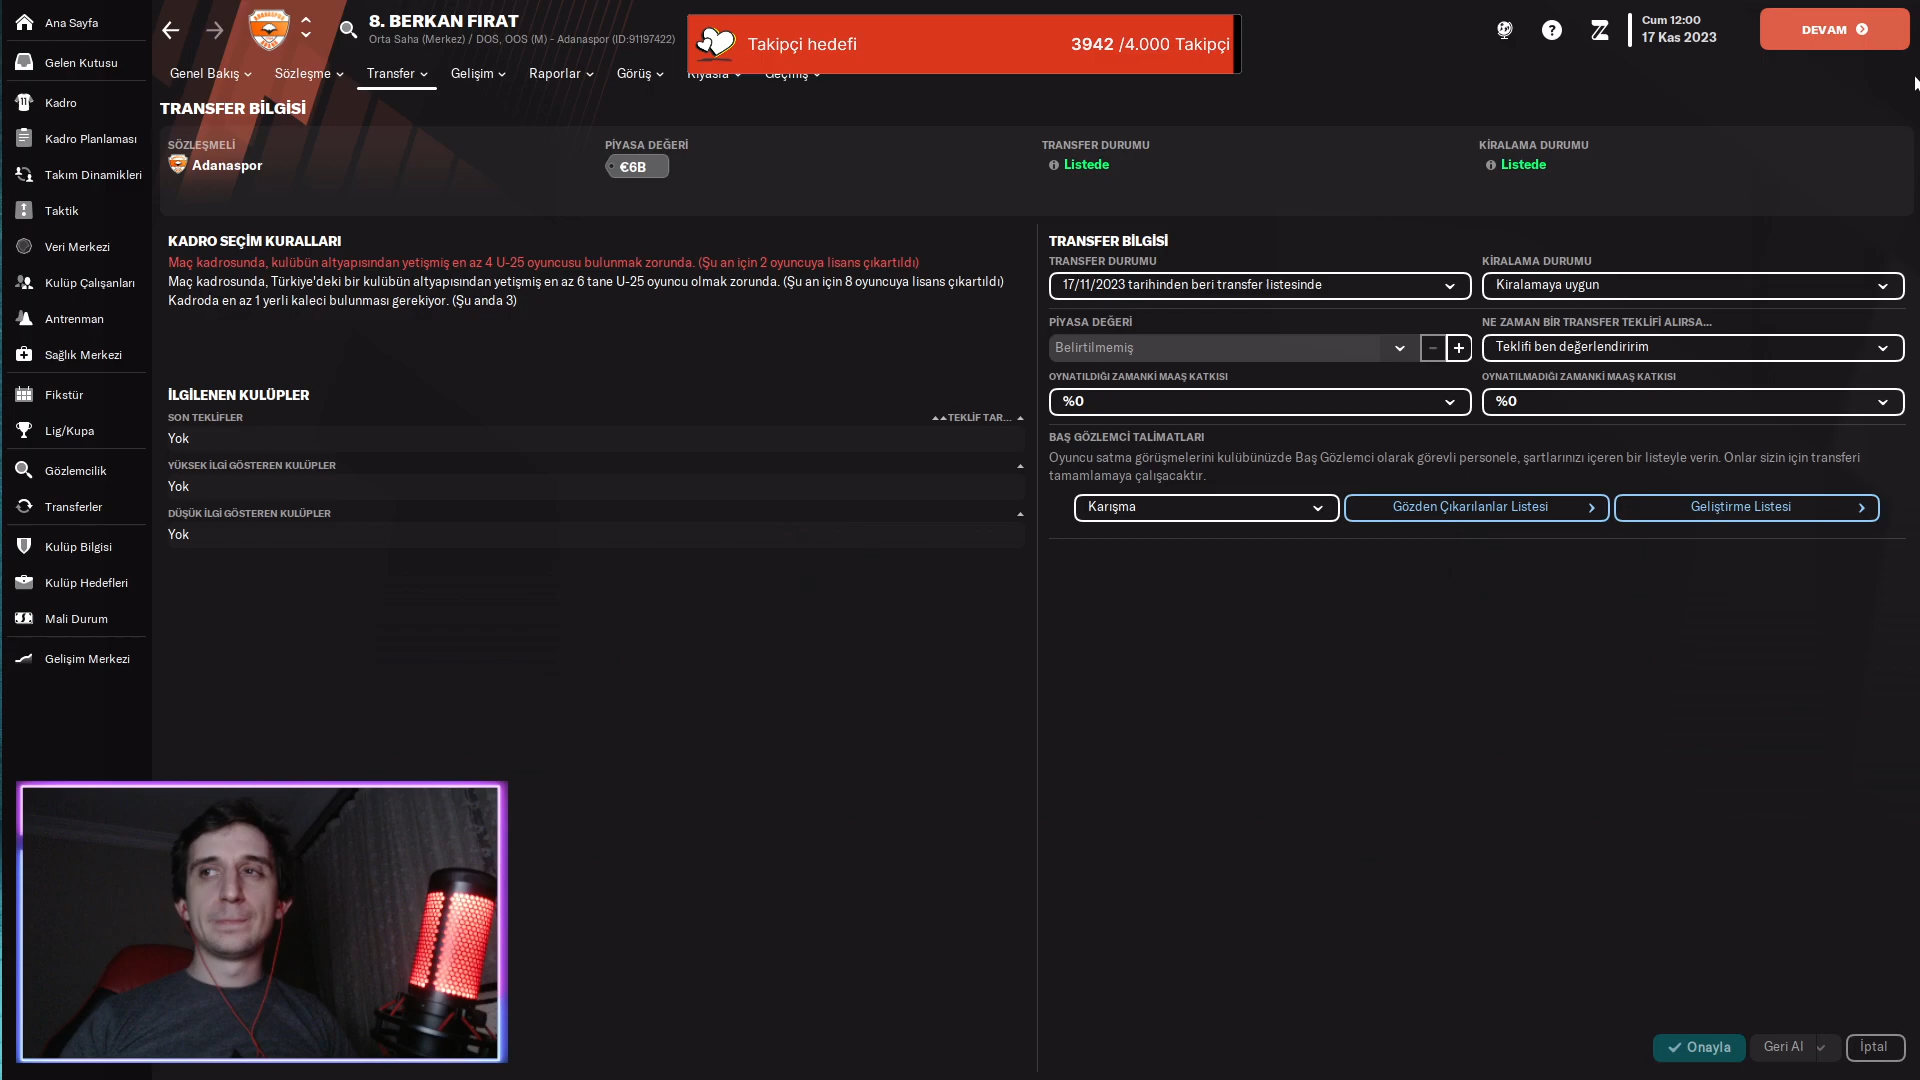 Ana Sayfa
Gelen Kutusu
Kadro
Kadro Planlaması
Takım Dinamikleri
Taktik
Veri Merkezi
Kulüp Çalışanları
Antrenman
Sağlık Merkezi
Fikstür
Lig/Kupa
Gözlemcilik
Transferler
Kulüp Bilgisi
Kulüp Hedefleri
Mali Durum
Gelişim Merkezi
8. BERKAN FIRAT
Orta Saha (Merkez) / DOS, OOS (M) - Adanaspor (ID:91197422)
Takipçi hedefi
3942 /4.000 Takipçi
Cum 12:00
17 Kas 2023
DEVAM
Genel Bakış
Sözleşme
Transfer
Gelişim
Raporlar
Görüş
Kıyasla
Geçmiş
TRANSFER BİLGİSİ
SÖZLEŞMELİ
Adanaspor
PİYASA DEĞERİ
€6B
TRANSFER DURUMU
Listede
KİRALAMA DURUMU
Listede
KADRO SEÇİM KURALLARI
Maç kadrosunda, kulübün altyapısından yetişmiş en az 4 U-25 oyuncusu bulunmak zorunda. (Şu an için 2 oyuncuya lisans çıkartıldı)
Maç kadrosunda, Türkiye'deki bir kulübün altyapısından yetişmiş en az 6 tane U-25 oyuncu olmak zorunda. (Şu an için 8 oyuncuya lisans çıkartıldı)
Kadroda en az 1 yerli kaleci bulunması gerekiyor. (Şu anda 3)
İLGİLENEN KULÜPLER
SON TEKLİFLER
TEKLİF TAR...
Yok
YÜKSEK İLGİ GÖSTEREN KULÜPLER
Yok
DÜŞÜK İLGİ GÖSTEREN KULÜPLER
Yok
TRANSFER BİLGİSİ
TRANSFER DURUMU
KİRALAMA DURUMU
17/11/2023 tarihinden beri transfer listesinde
Kiralamaya uygun
PİYASA DEĞERİ
NE ZAMAN BİR TRANSFER TEKLİFİ ALIRSA...
Belirtilmemiş
Teklifi ben değerlendiririm
OYNATILDIĞI ZAMANKİ MAAŞ KATKISI
OYNATILMADIĞI ZAMANKİ MAAŞ KATKISI
%0
%0
BAŞ GÖZLEMCİ TALİMATLARI
Oyuncu satma görüşmelerini kulübünüzde Baş Gözlemci olarak görevli personele, şartlarınızı içeren bir listeyle verin. Onlar sizin için transferi
tamamlamaya çalışacaktır.
Karışma
Gözden Çıkarılanlar Listesi
Geliştirme Listesi
Onayla
Geri Al
İptal